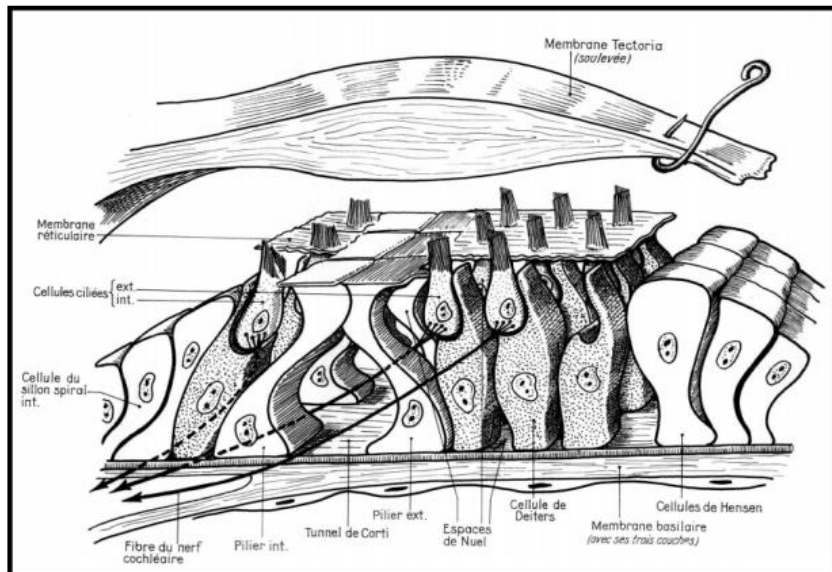 Membrane Tectoria
(soulevée)
Membrane
réticulaire
Cellules ciliées { ext.
int.
Cellule du
sillon spiral
int.
Fibre du nerf
cochléaire
Pilier int.
Tunnel de Corti
Pilier ext.
Espaces
de Nuel
Cellule de
Deiters
Membrane basilaire
(avec ses trois couches)
Cellules de Hensen